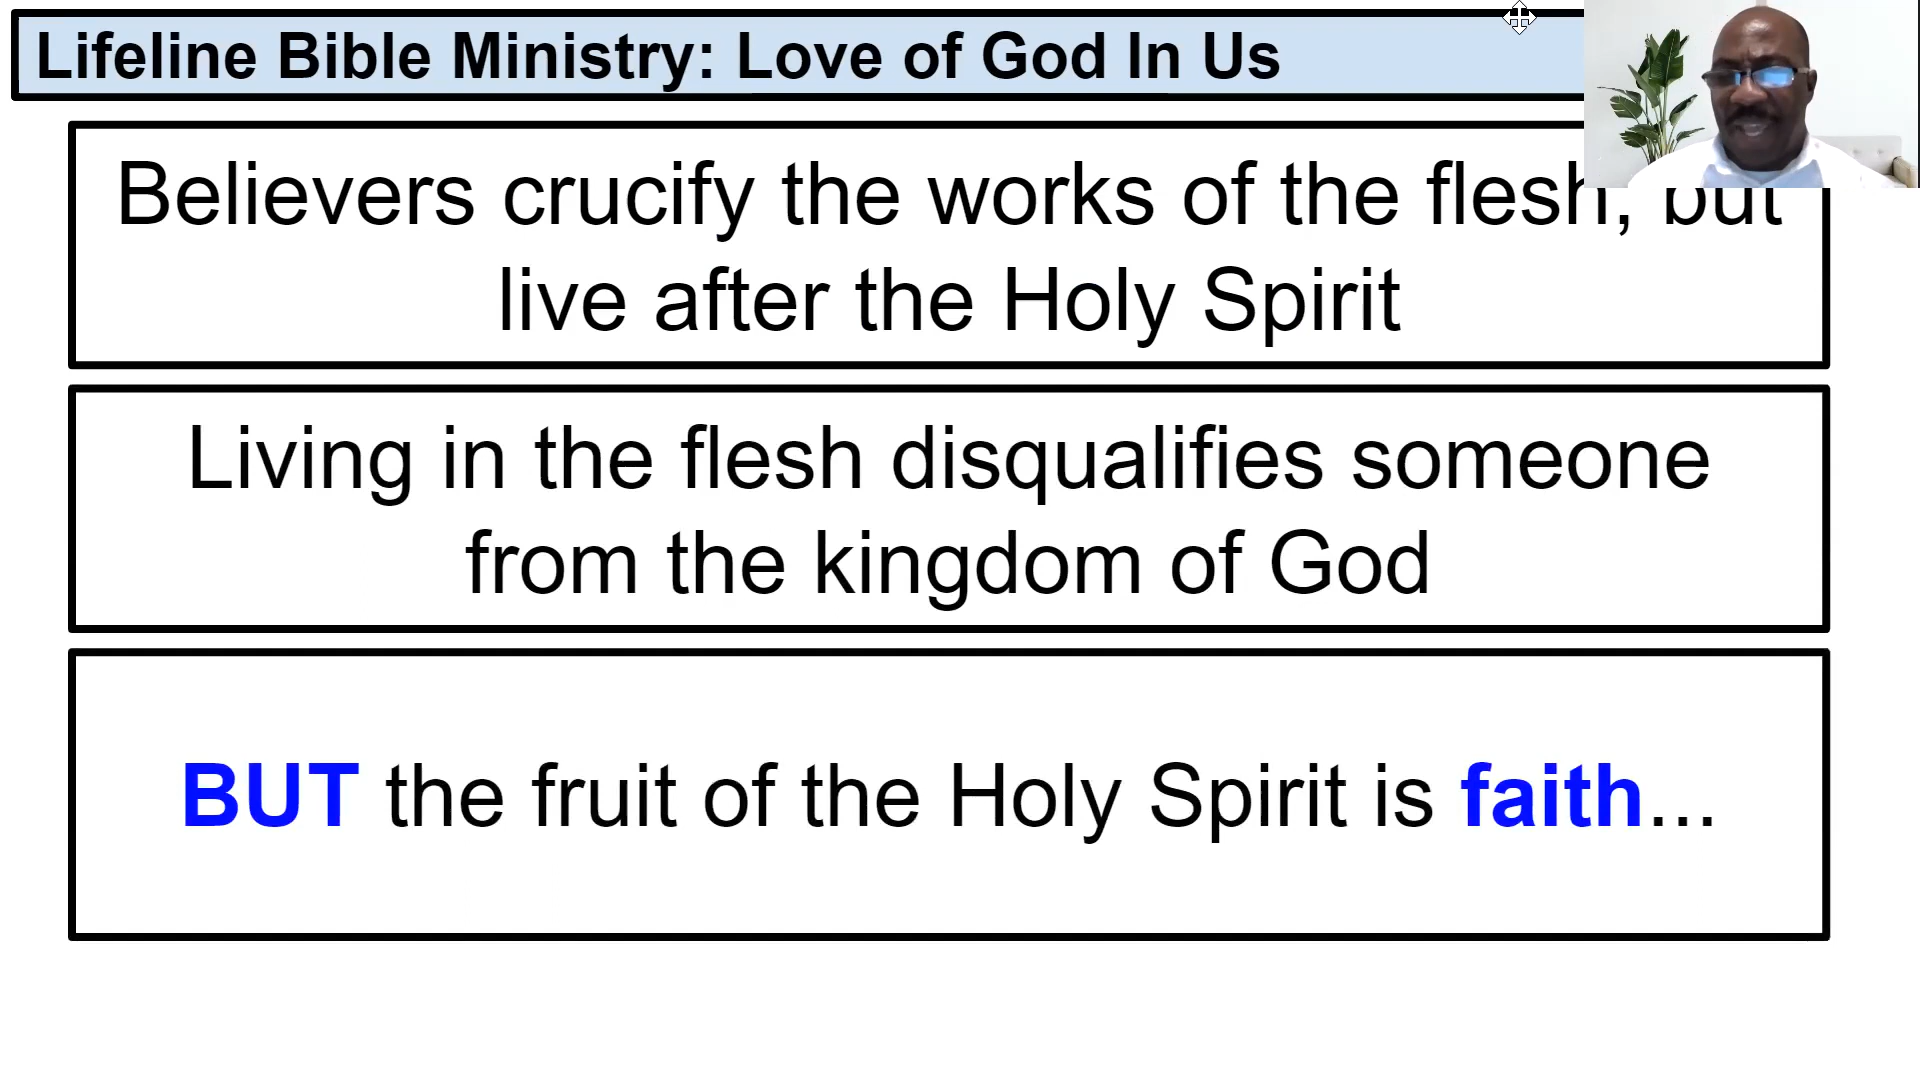 Lifeline Bible Ministry: Love of God In Us
Believers crucify the works of the flesh, but
live after the Holy Spirit
Living in the flesh disqualifies someone
from the kingdom of God
BUT the fruit of the Holy Spirit is faith...